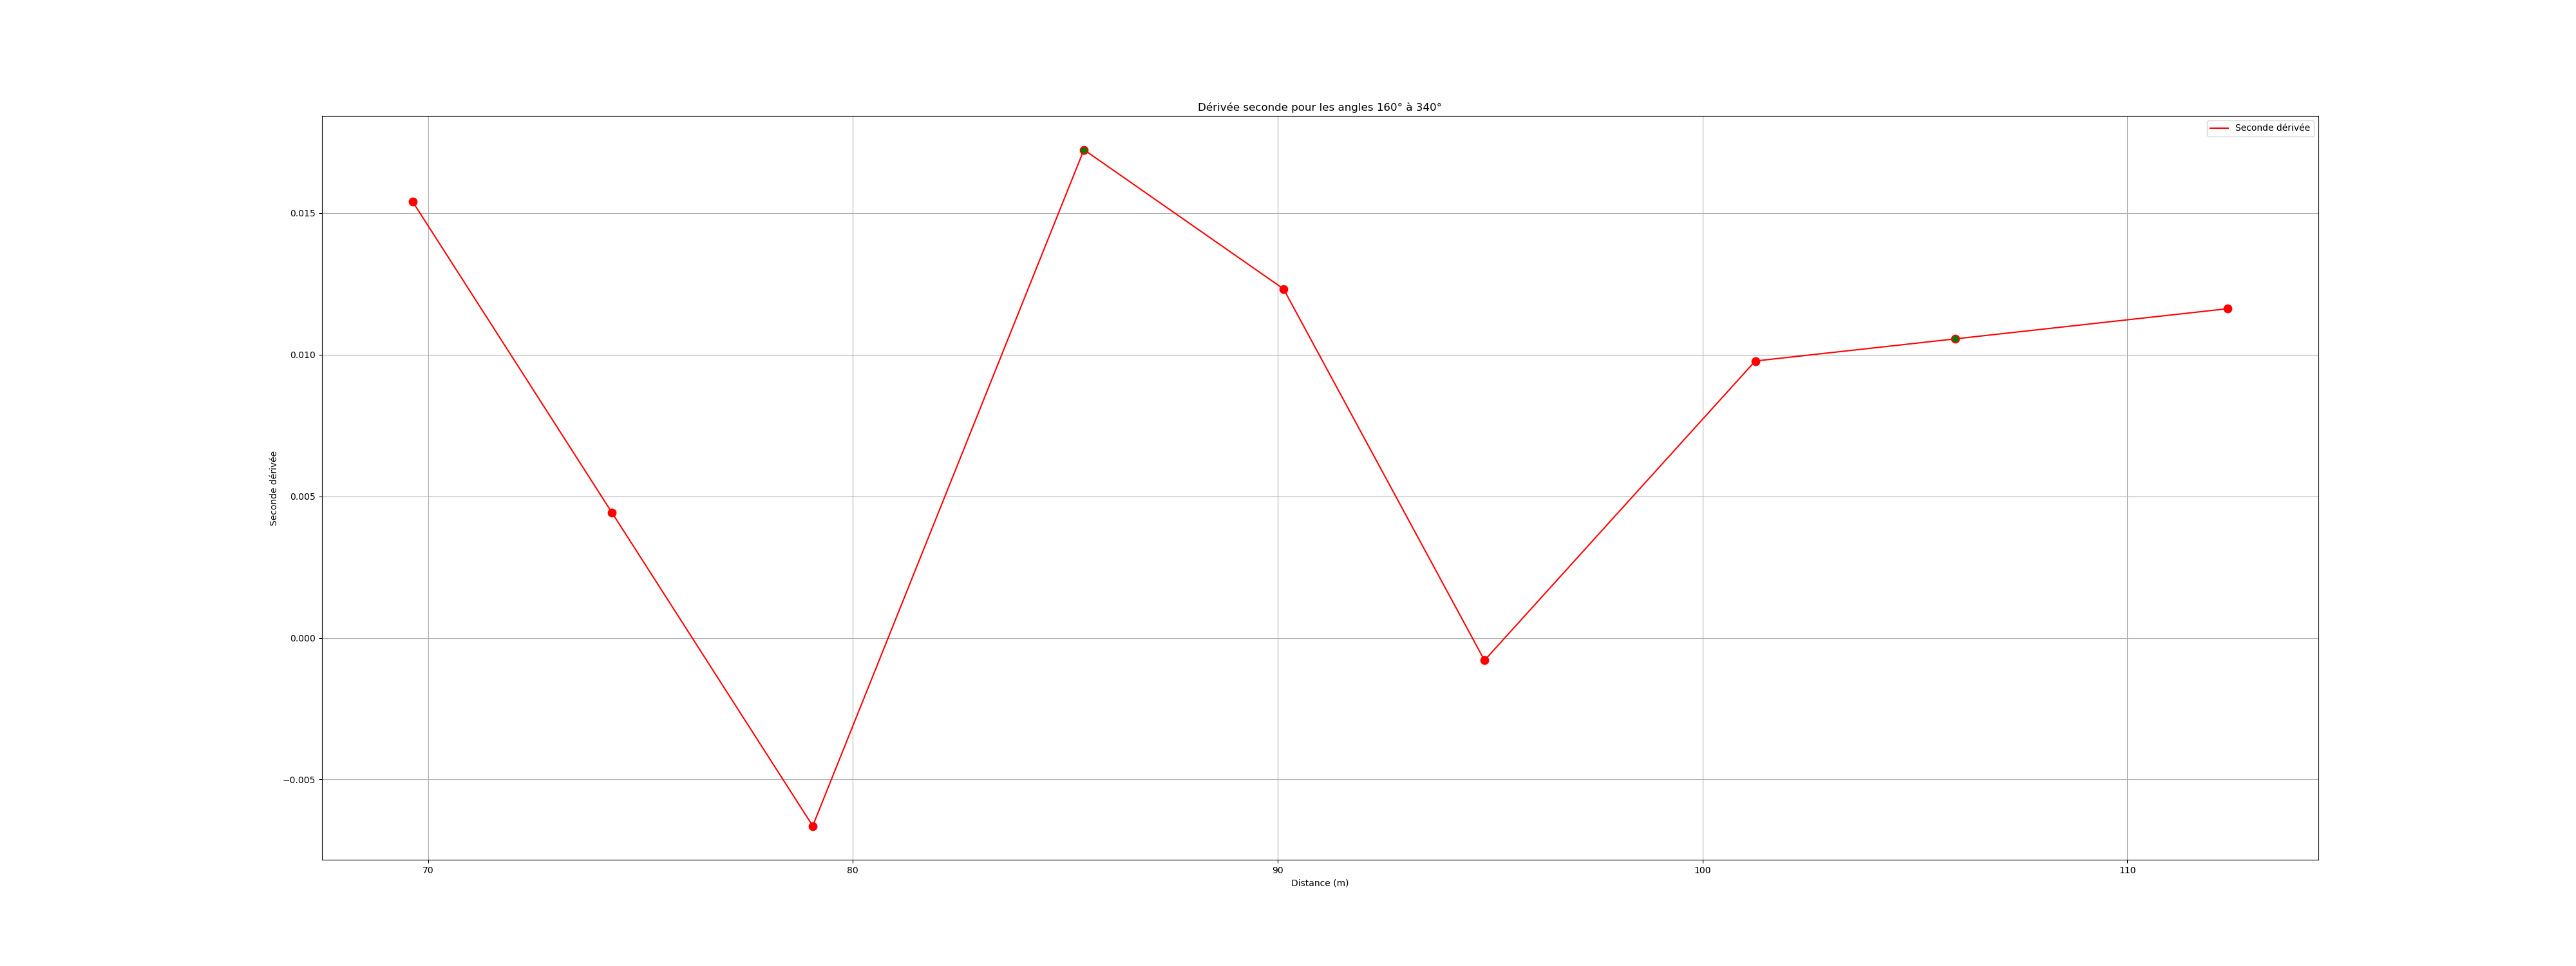 Dérivée seconde pour les angles 160° à 340°
Seconde dérivée
0.015
0.010
0.005
0.000
−0.005
Seconde dérivée
70
80
90
100
110
Distance (m)